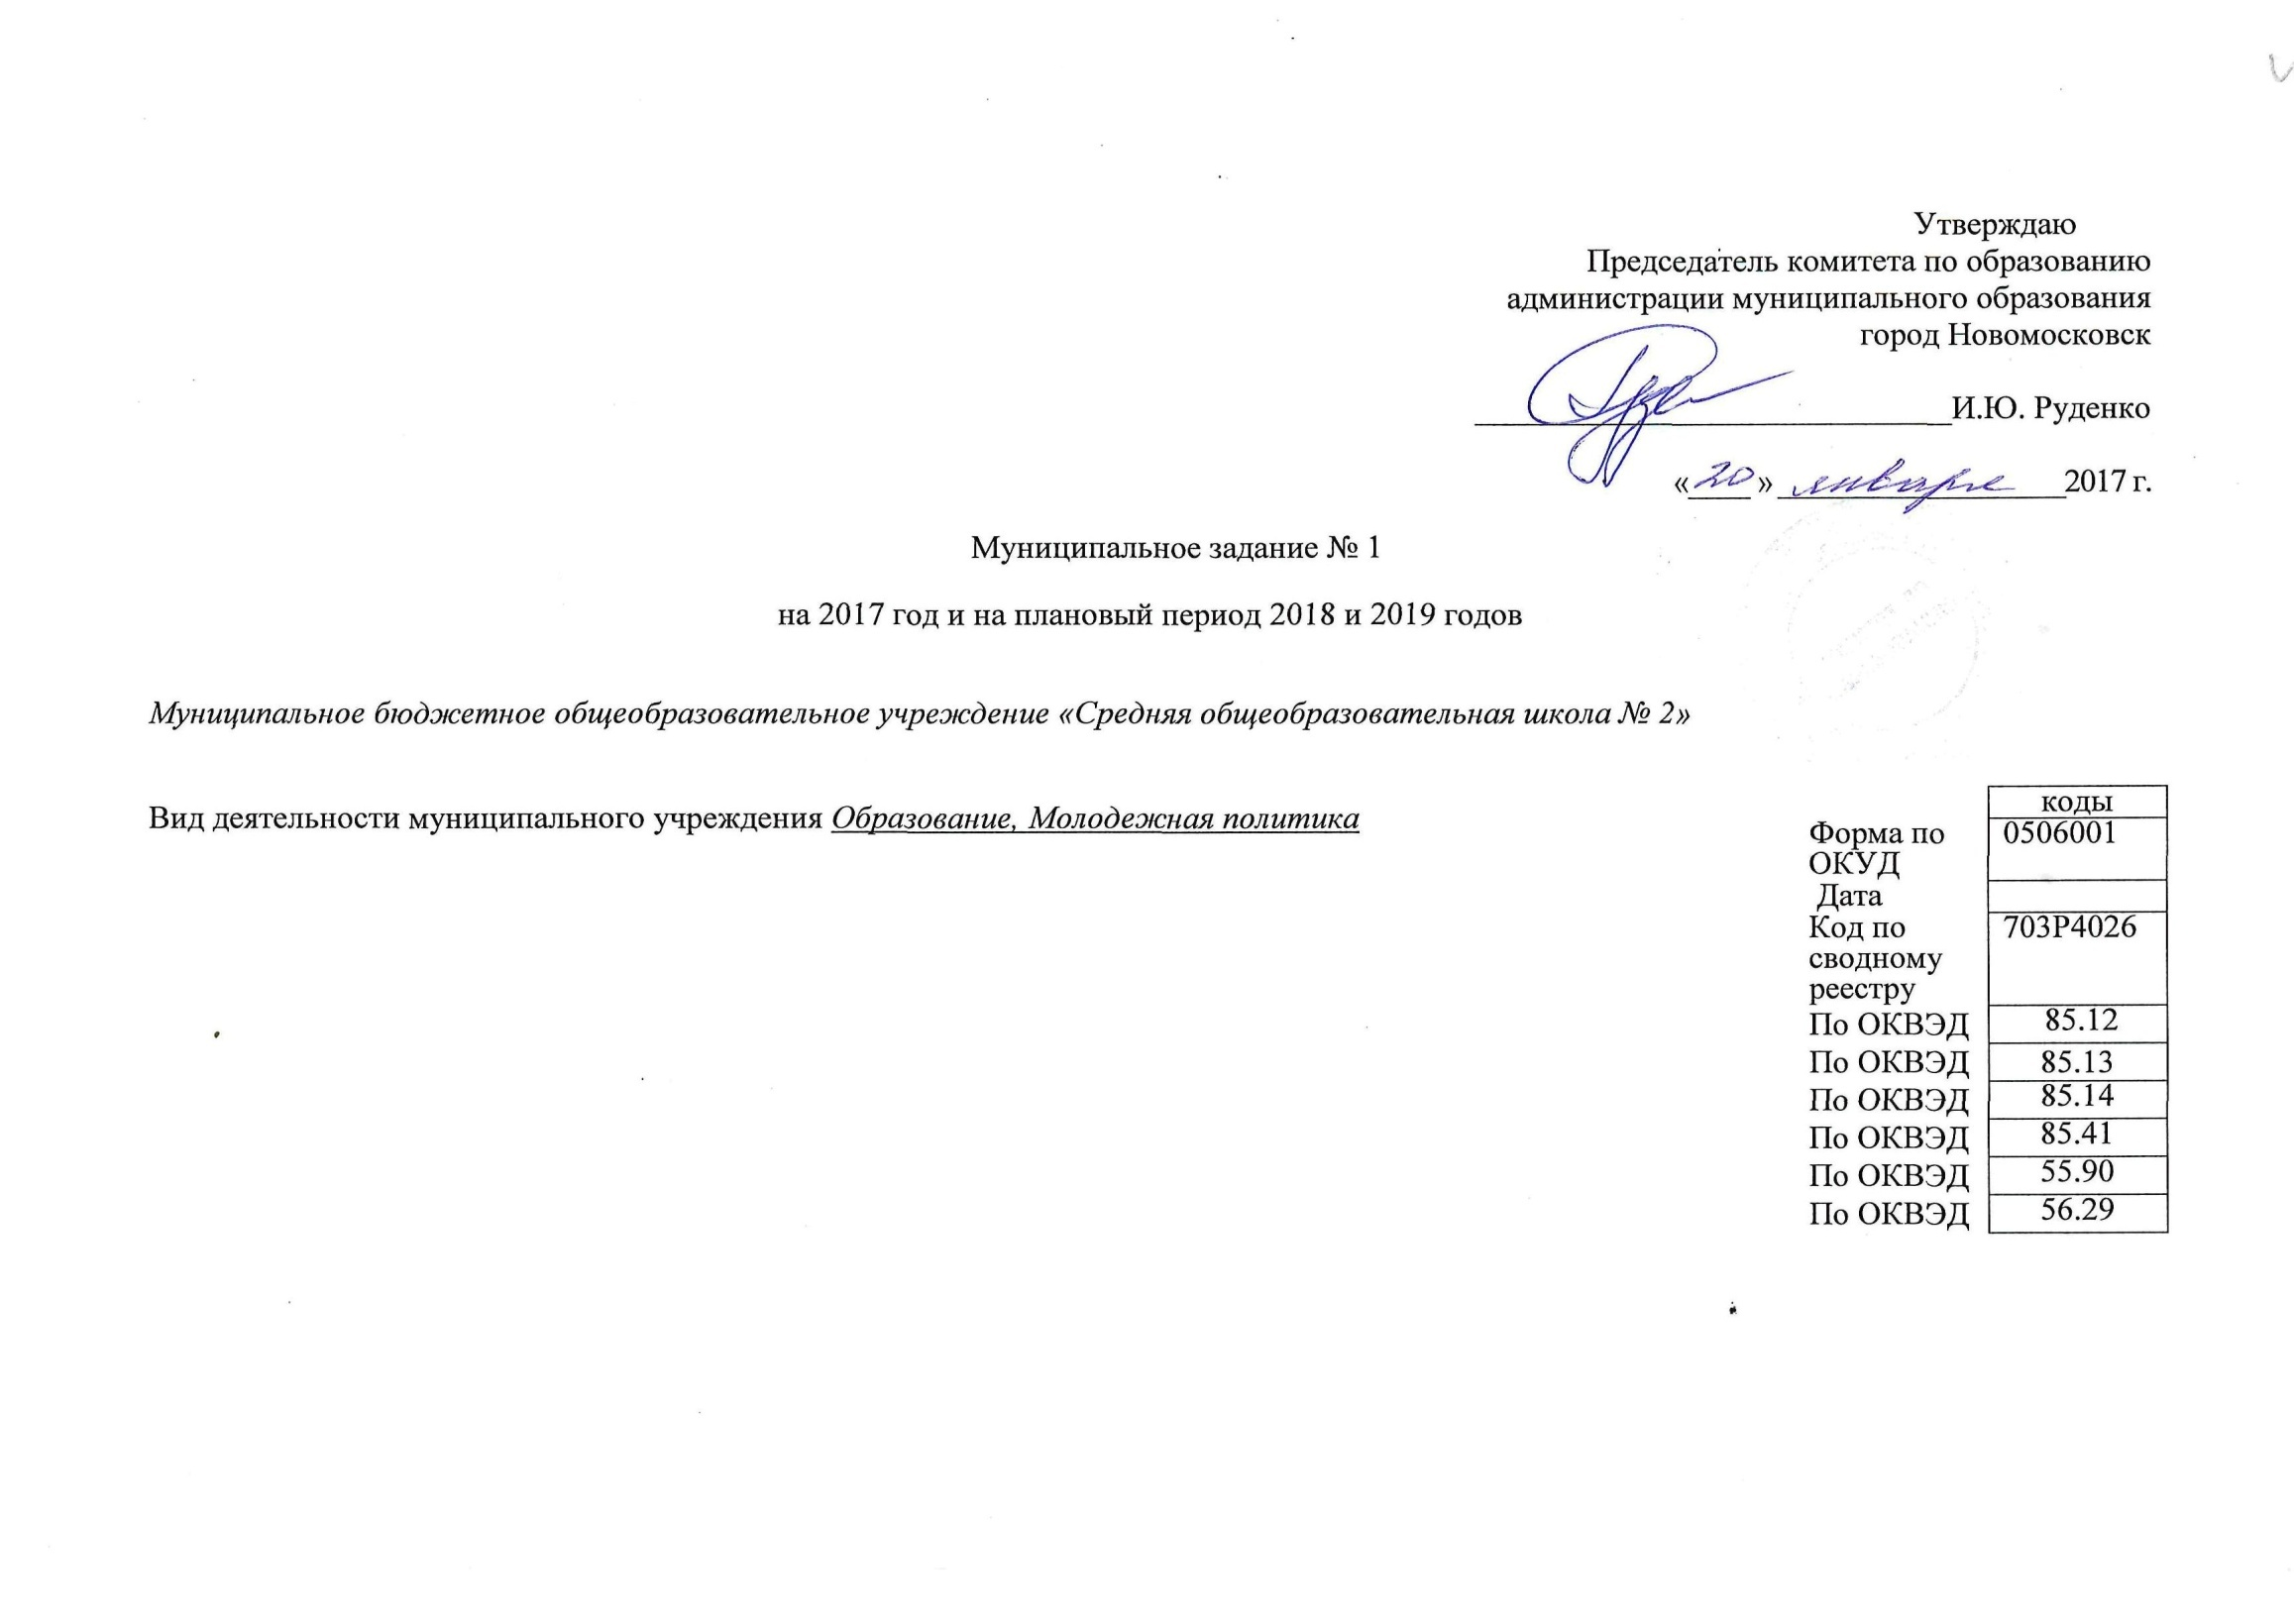 Утверждаю
Председатель комитета по образованию
администрации муниципального образования
город Новомосковск
И.Ю. Руденко
«20» января 2017 г.
Муниципальное задание № 1
на 2017 год и на плановый период 2018 и 2019 годов
Муниципальное бюджетное общеобразовательное учреждение «Средняя общеобразовательная школа № 2»
Вид деятельности муниципального учреждения Образование, Молодежная политика
коды
Форма по 0506001
ОКУД
Дата
Код по 703Р4026
сводному
реестру
По ОКВЭД 85.12
По ОКВЭД 85.13
По ОКВЭД 85.14
По ОКВЭД 85.41
По ОКВЭД 55.90
По ОКВЭД 56.29